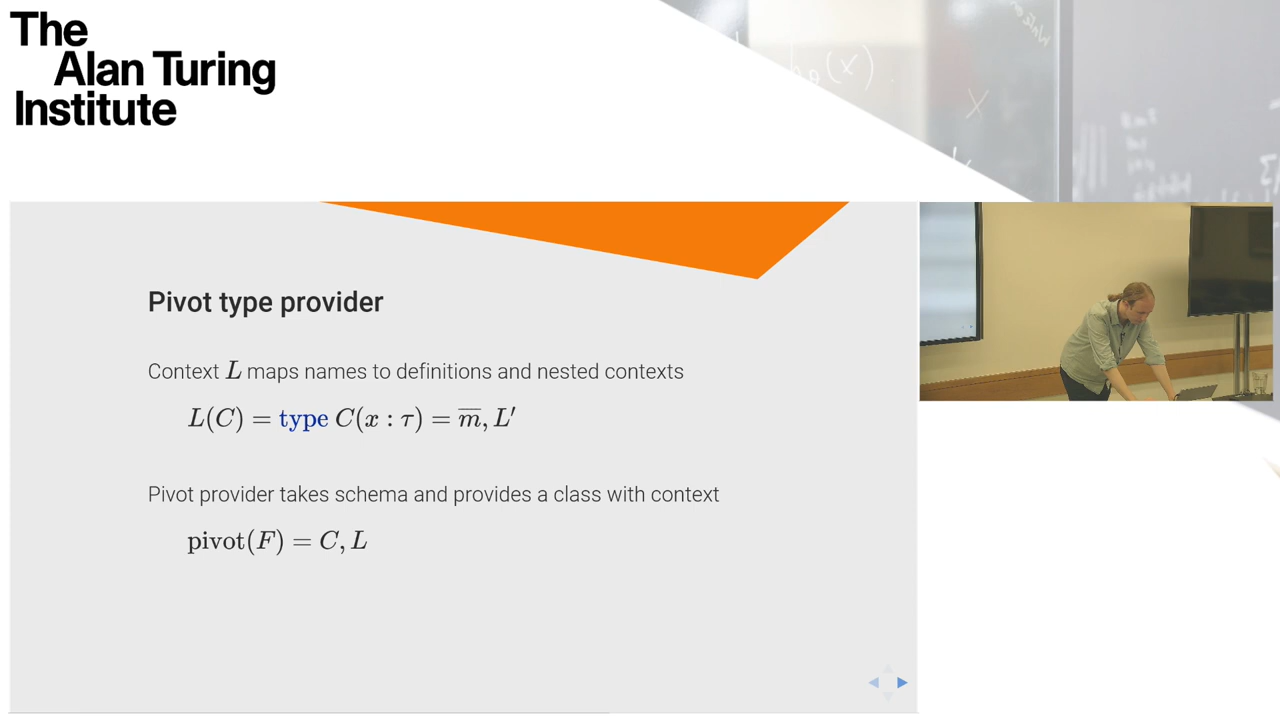 The
Alan Turing
Institute
Pivot type provider
Context L maps names to definitions and nested contexts
L(C) = type C(x : τ) = m̅, L′
Pivot provider takes schema and provides a class with context
pivot(F) = C, L